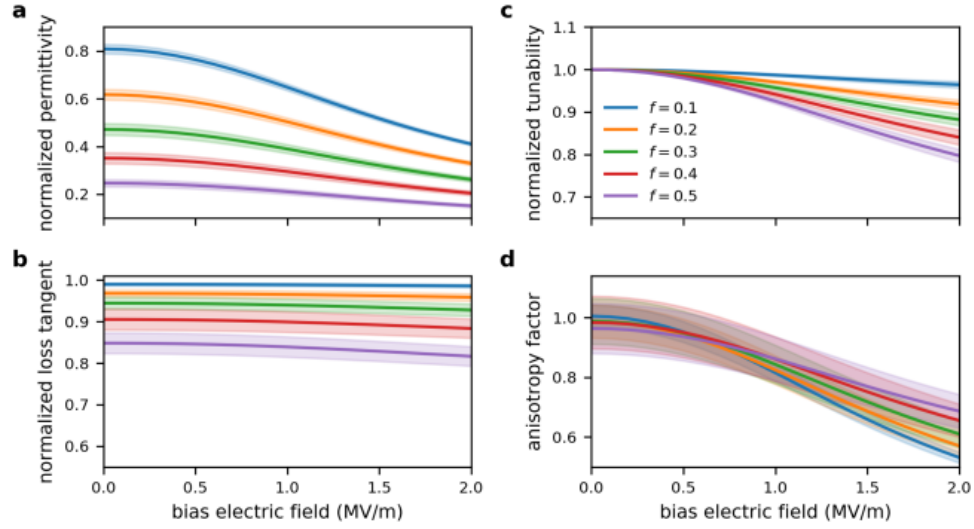 a
normalized permittivity
0.8
0.6
0.4
0.2
b
normalized loss tangent
1.0
0.9
0.8
0.7
0.6
0.0 0.5 1.0 1.5 2.0
bias electric field (MV/m)
c
normalized tunability
1.1
1.0
0.9
0.8
0.7
f = 0.1
f = 0.2
f = 0.3
f = 0.4
f = 0.5
d
anisotropy factor
1.0
0.8
0.6
0.0 0.5 1.0 1.5 2.0
bias electric field (MV/m)